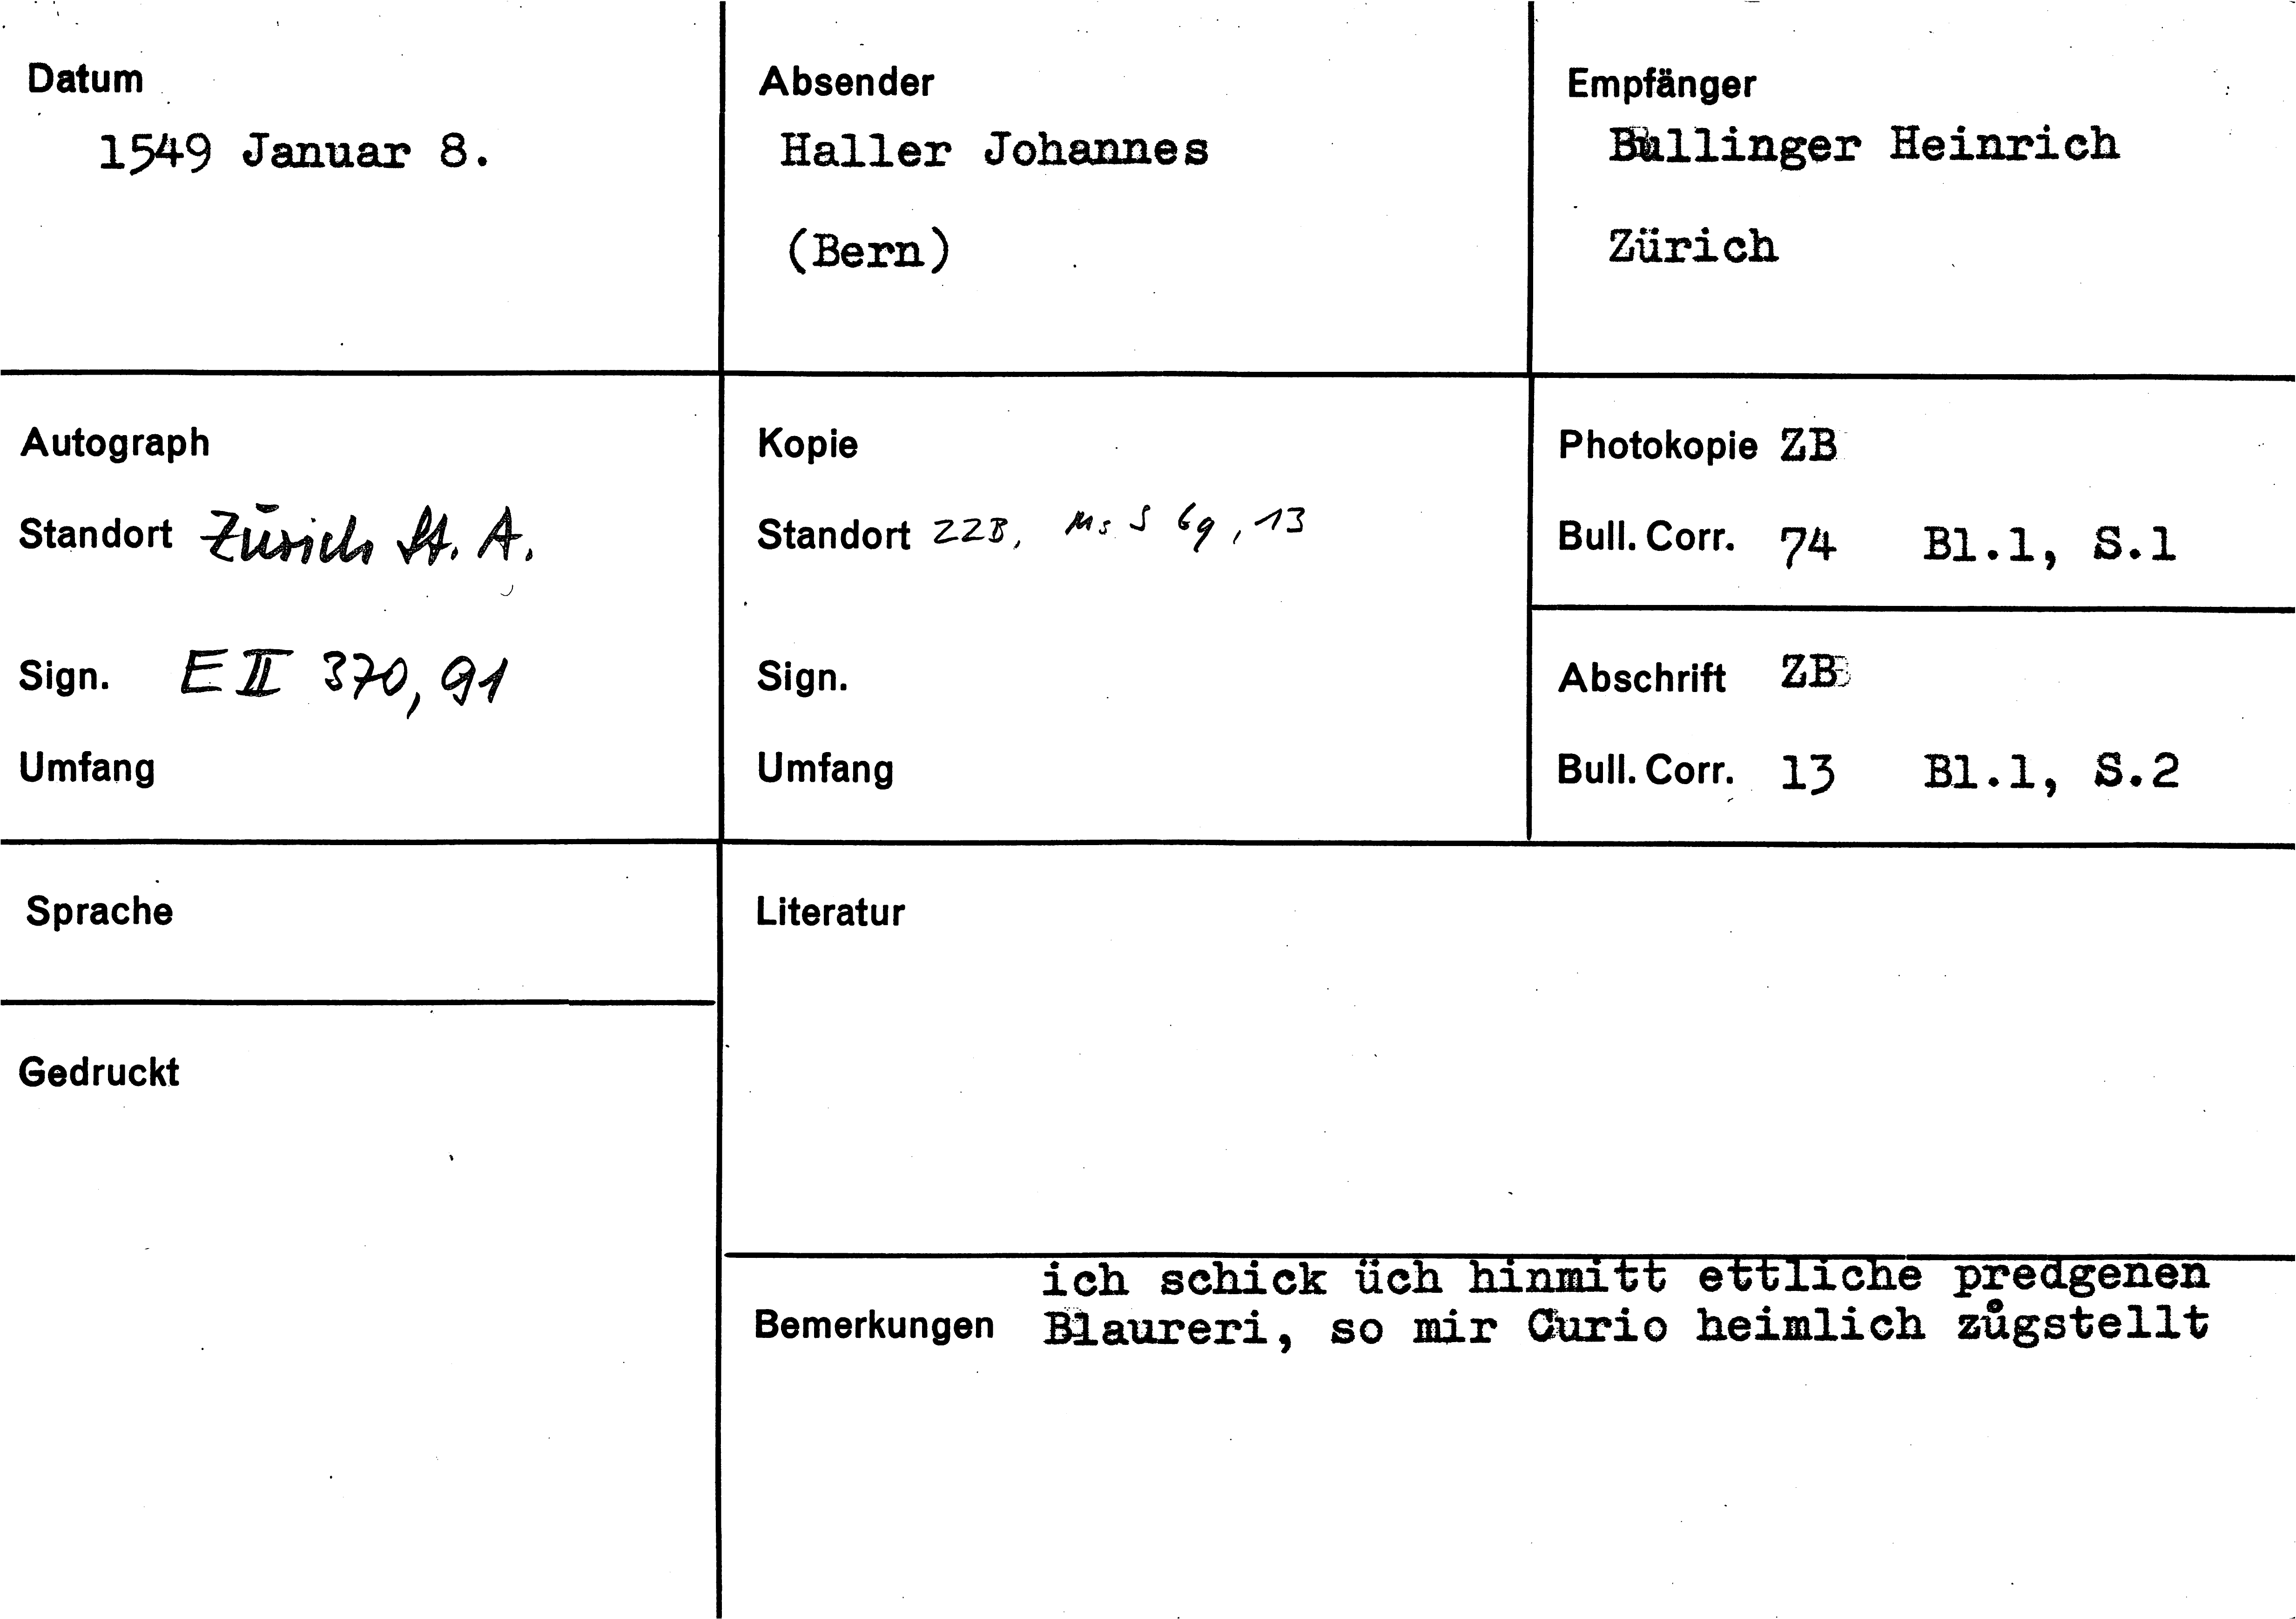 Datum
1549 Januar 8.
Absender
Haller Johannes
(Bern)
Empfänger
Bullinger Heinrich
Zürich
Autograph
Standort Zürich St. A.
Sign. E II 370, 91
Umfang
Kopie
Standort ZZB, Ms S 69, 13
Sign.
Umfang
Photokopie ZB
Bull. Corr. 74 Bl.1, S.1
Abschrift ZB
Bull. Corr. 13 Bl.1, S.2
Sprache
Gedruckt
Literatur
ich schick üch hinmitt ettliche predgenen
Bemerkungen Blaureri, so mir Curio heimlich zůgstellt